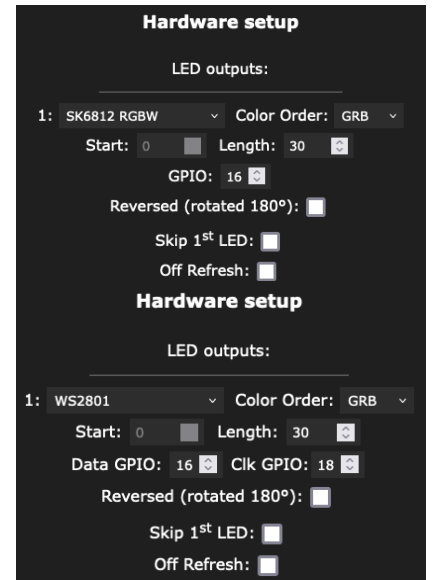 Hardware setup
LED outputs:
1: SK6812 RGBW Color Order: GRB
Start: 0 Length: 30
GPIO: 16
Reversed (rotated 180°):
Skip 1st LED:
Off Refresh:
Hardware setup
LED outputs:
1: WS2801 Color Order: GRB
Start: 0 Length: 30
Data GPIO: 16 Clk GPIO: 18
Reversed (rotated 180°):
Skip 1st LED:
Off Refresh: